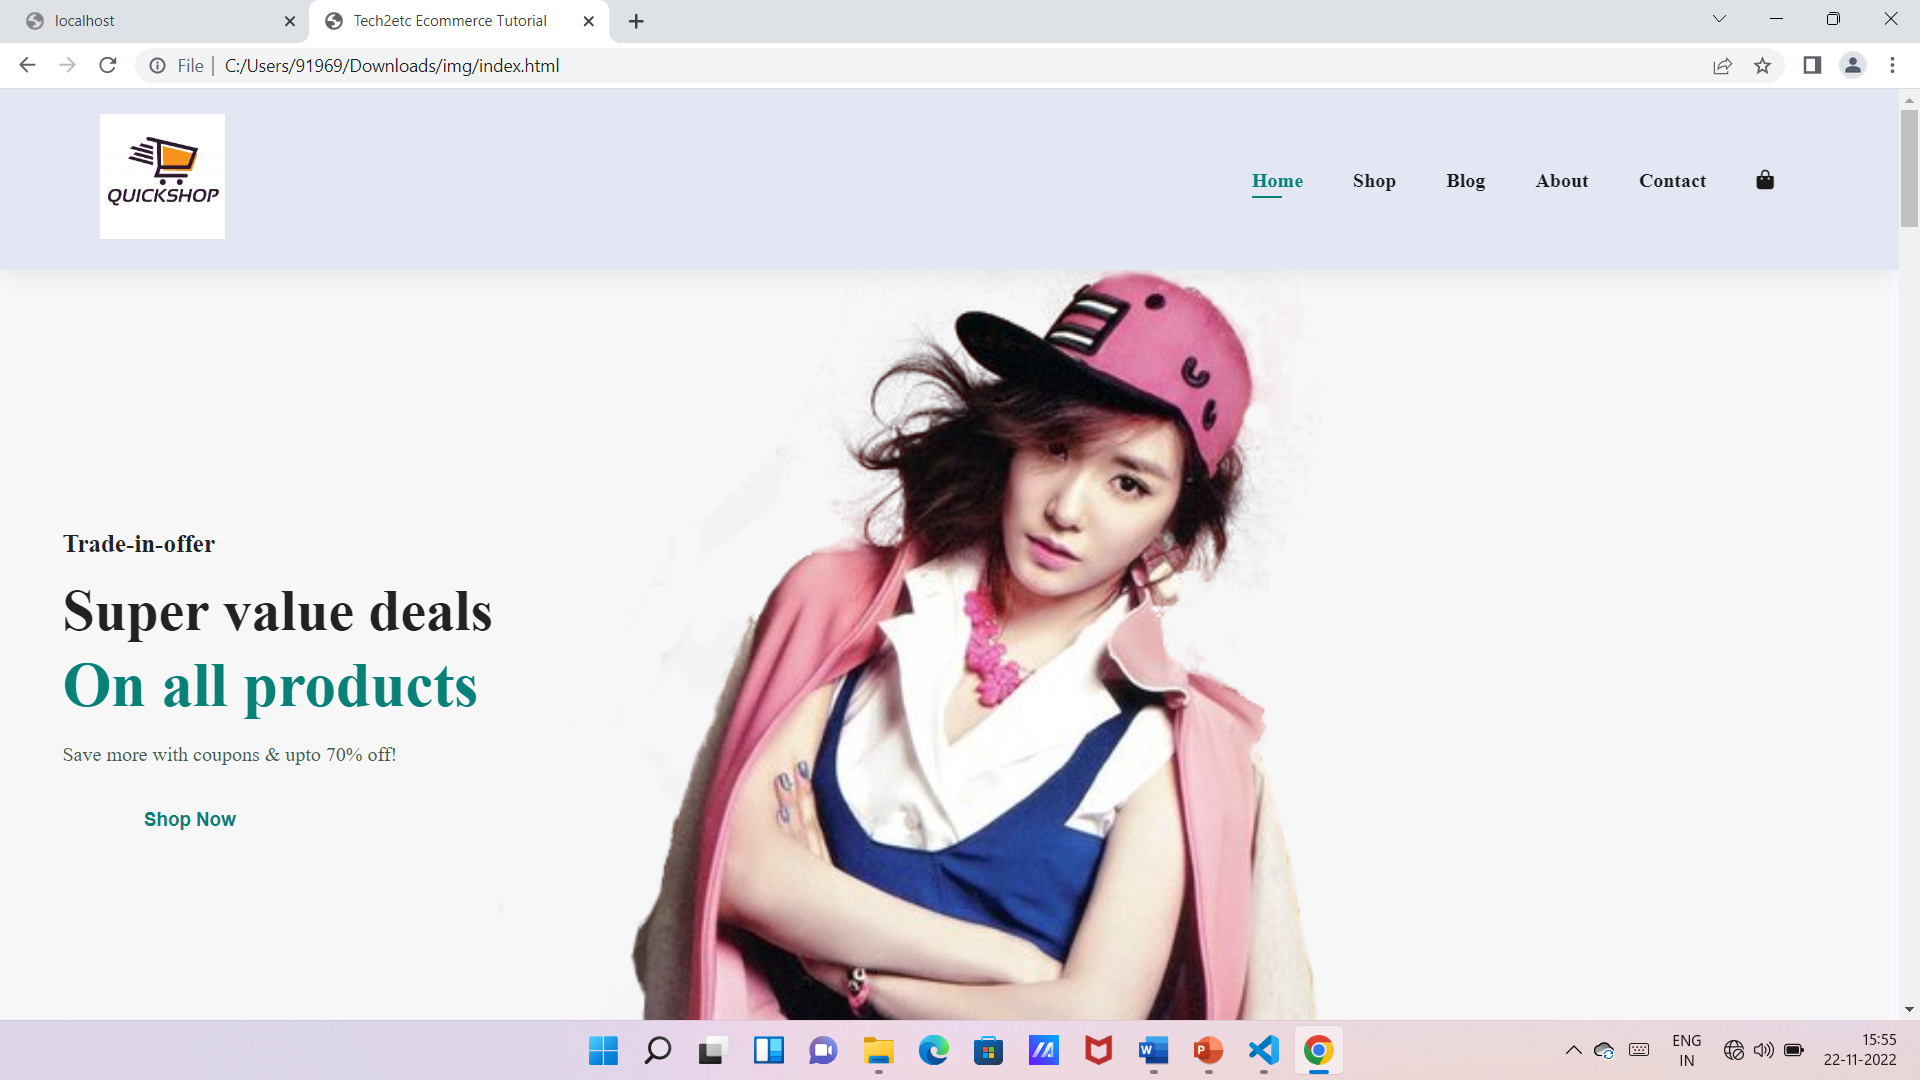 localhost
Tech2etc Ecommerce Tutorial
File | C:/Users/91969/Downloads/img/index.html
QUICKSHOP
Home Shop Blog About Contact
Trade-in-offer
Super value deals
On all products
Save more with coupons & upto 70% off!
Shop Now
ENG
IN
15:55
22-11-2022